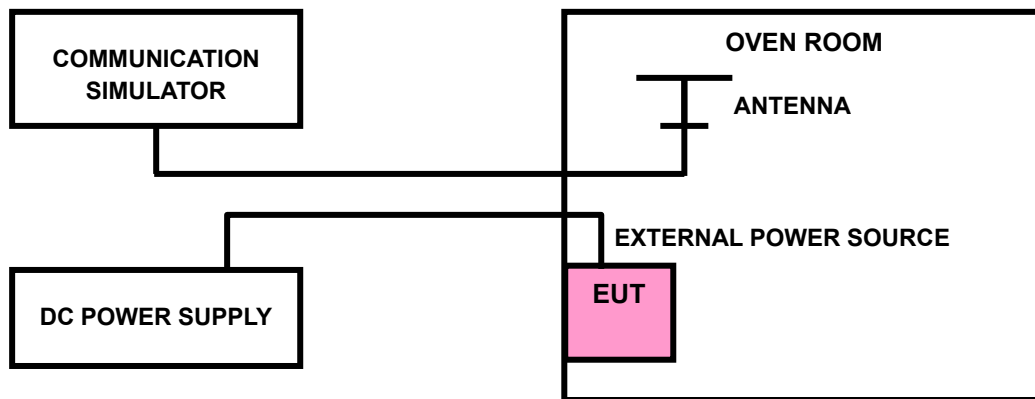 COMMUNICATION
SIMULATOR
OVEN ROOM
ANTENNA
EXTERNAL POWER SOURCE
DC POWER SUPPLY
EUT